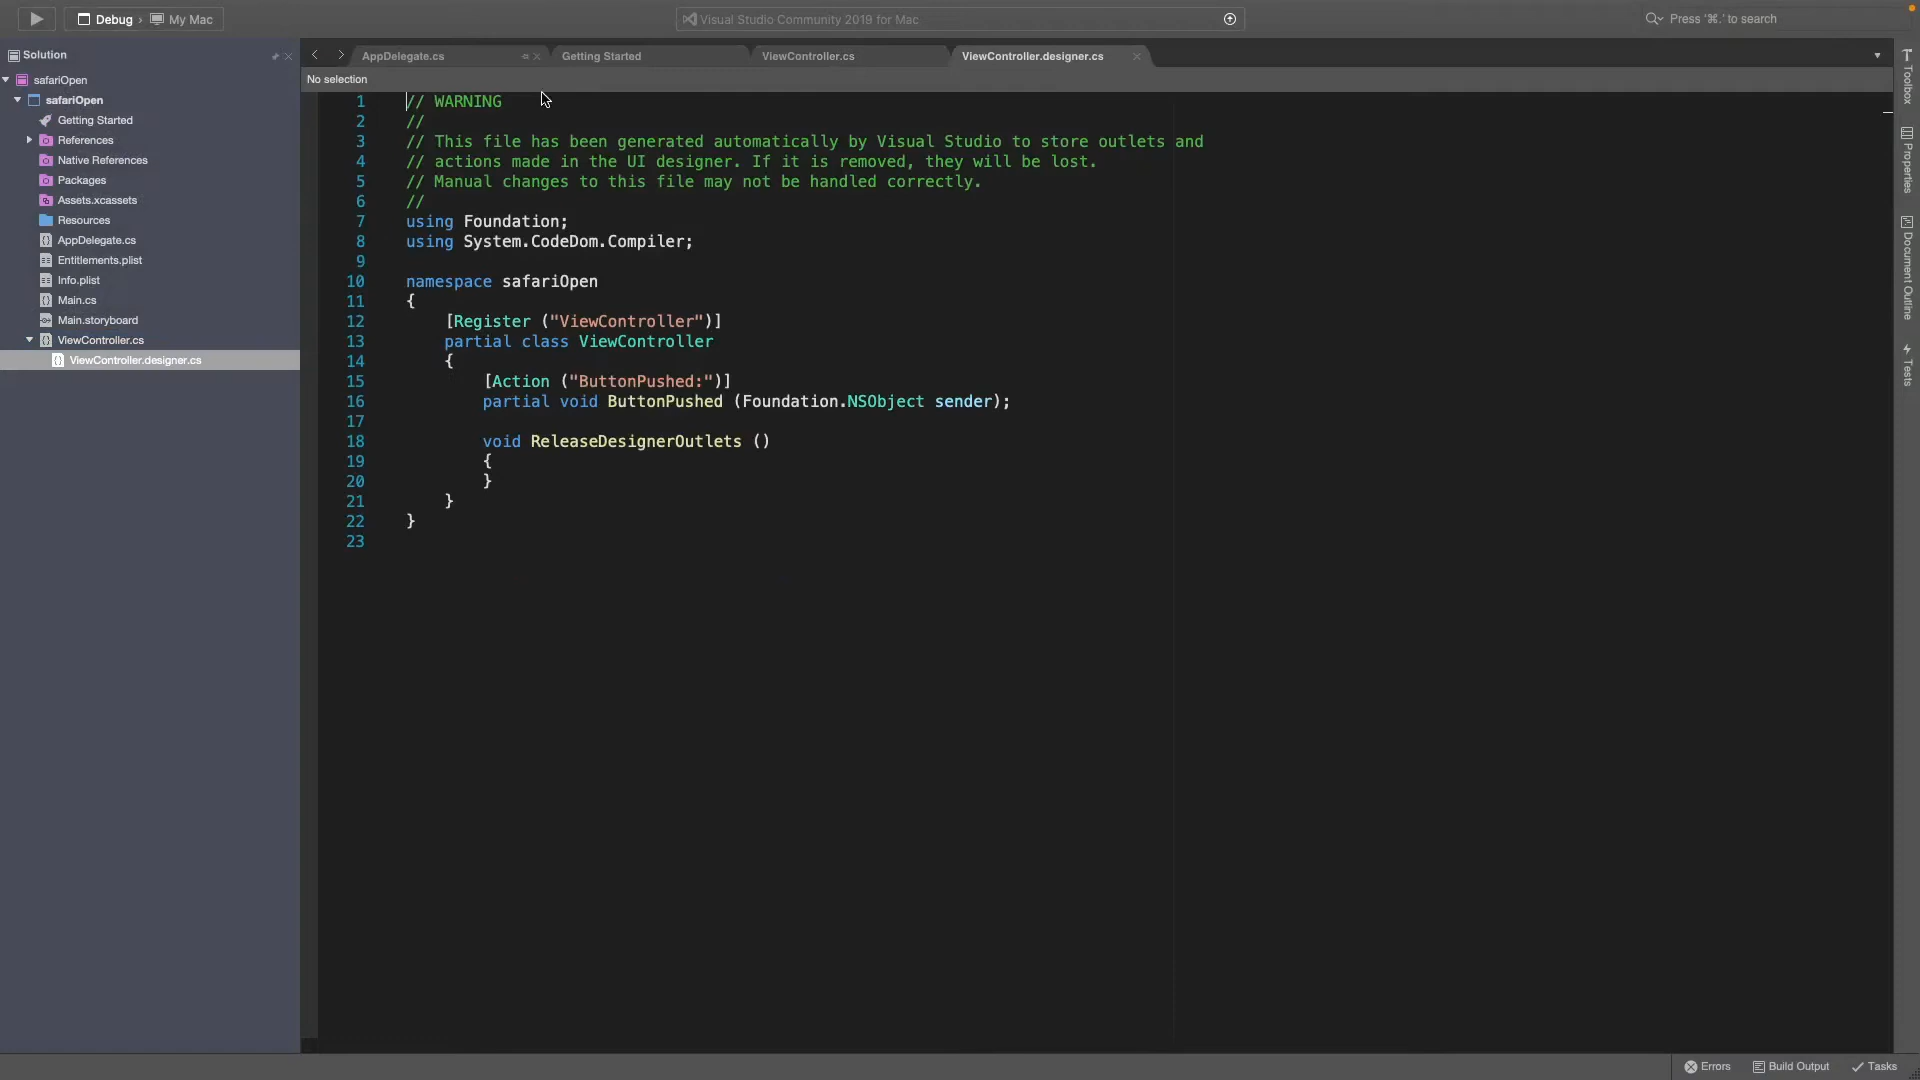 Debug › My Mac
Visual Studio Community 2019 for Mac
Press '⌘.' to search
Solution
safariOpen
safariOpen
Getting Started
References
Native References
Packages
Assets.xcassets
Resources
AppDelegate.cs
Entitlements.plist
Info.plist
Main.cs
Main.storyboard
ViewController.cs
ViewController.designer.cs
AppDelegate.cs
Getting Started
ViewController.cs
ViewController.designer.cs
No selection
1 // WARNING
2 //
3 // This file has been generated automatically by Visual Studio to store outlets and
4 // actions made in the UI designer. If it is removed, they will be lost.
5 // Manual changes to this file may not be handled correctly.
6 //
7 using Foundation;
8 using System.CodeDom.Compiler;
9
10 namespace safariOpen
11 {
12 [Register ("ViewController")]
13 partial class ViewController
14 {
15 [Action ("ButtonPushed:")]
16 partial void ButtonPushed (Foundation.NSObject sender);
17
18 void ReleaseDesignerOutlets ()
19 {
20 }
21 }
22 }
23
Toolbox
Properties
Document Outline
Tests
Errors
Build Output
Tasks